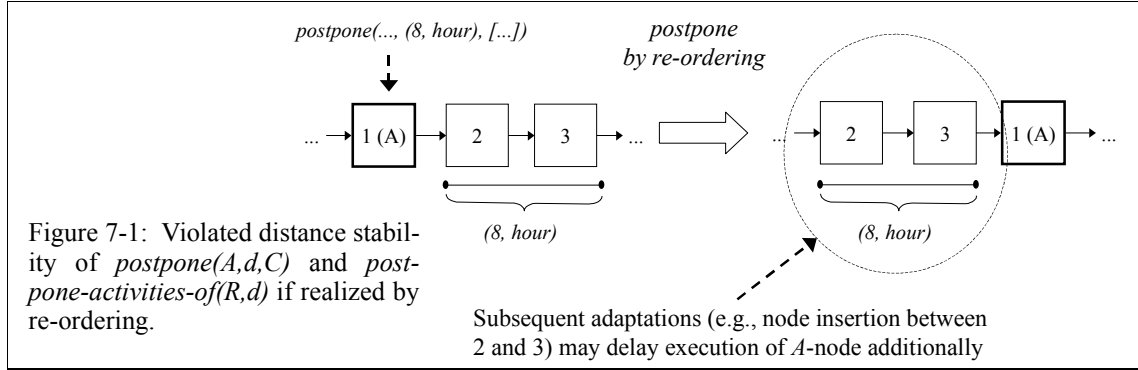 postpone(..., (8, hour), [...])
postpone
by re-ordering
... 1 (A) 2 3 ...
(8, hour)
... 2 3 1 (A) ...
(8, hour)
Figure 7-1: Violated distance stabil-
ity of postpone(A,d,C) and post-
pone-activities-of(R,d) if realized by
re-ordering.
Subsequent adaptations (e.g., node insertion between
2 and 3) may delay execution of A-node additionally